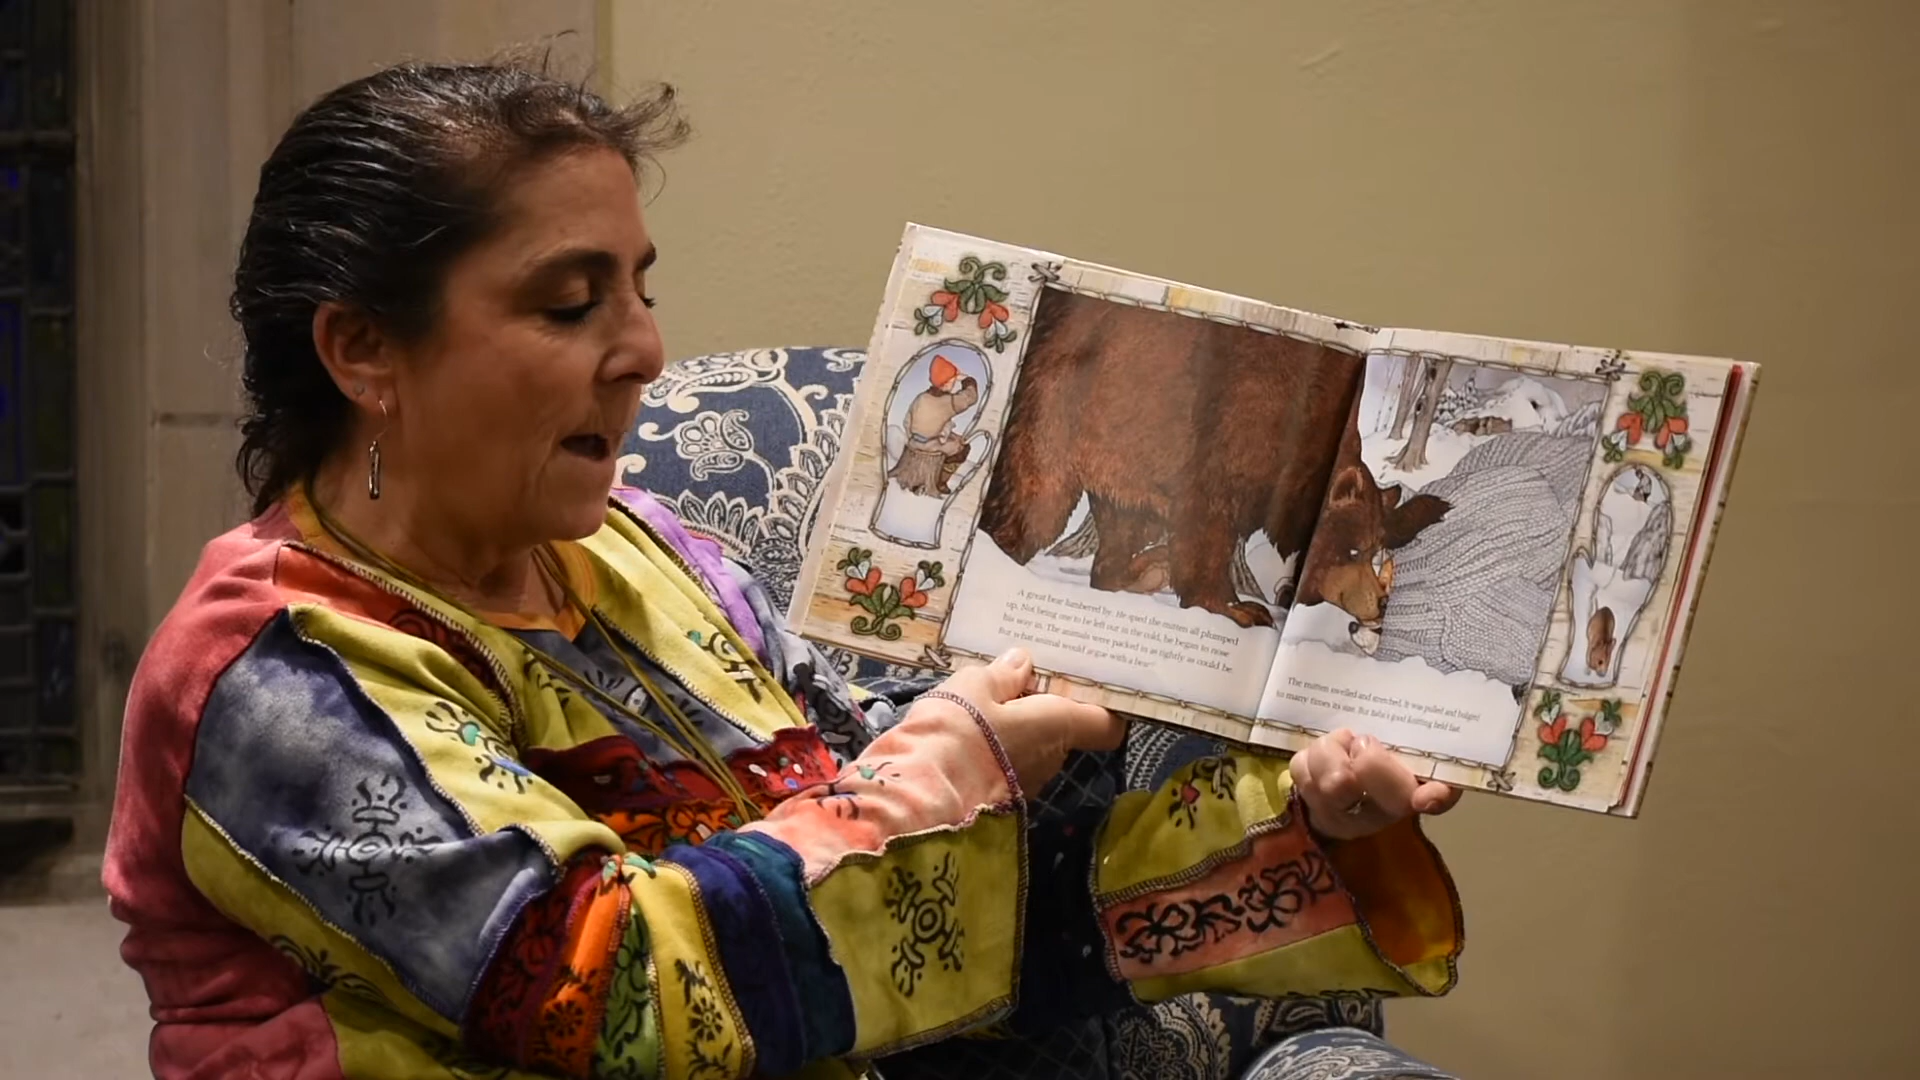 A great bear lumbered by. He spied the mitten all plumped
up. Not being one to be left out in the cold, he began to nose
his way in. The animals were packed in as tightly as could be.
But what animal would argue with a bear?
The mitten swelled and stretched. It was pulled and bulged
to many times its size. But Baba's good knitting held fast.